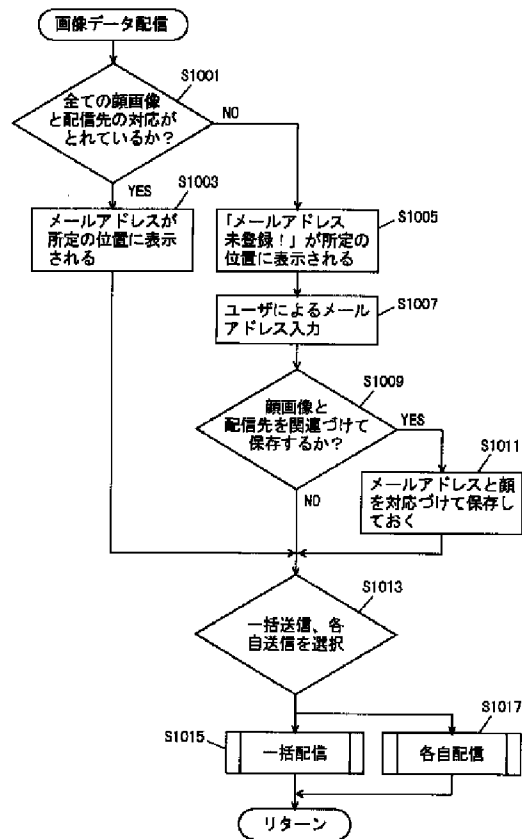 画像データ配信
S1001
全ての顔画像
と配信先の対応が
とれているか?
NO
YES
S1003
メールアドレスが
所定の位置に表示
される
S1005
「メールアドレス
未登録!」が所定の
位置に表示される
S1007
ユーザによるメール
アドレス入力
S1009
顔画像と
配信先を関連づけて
保存するか?
YES
NO
S1011
メールアドレスと顔
を対応づけて保存し
ておく
S1013
一括送信、各
自送信を選択
S1015
一括配信
S1017
各自配信
リターン